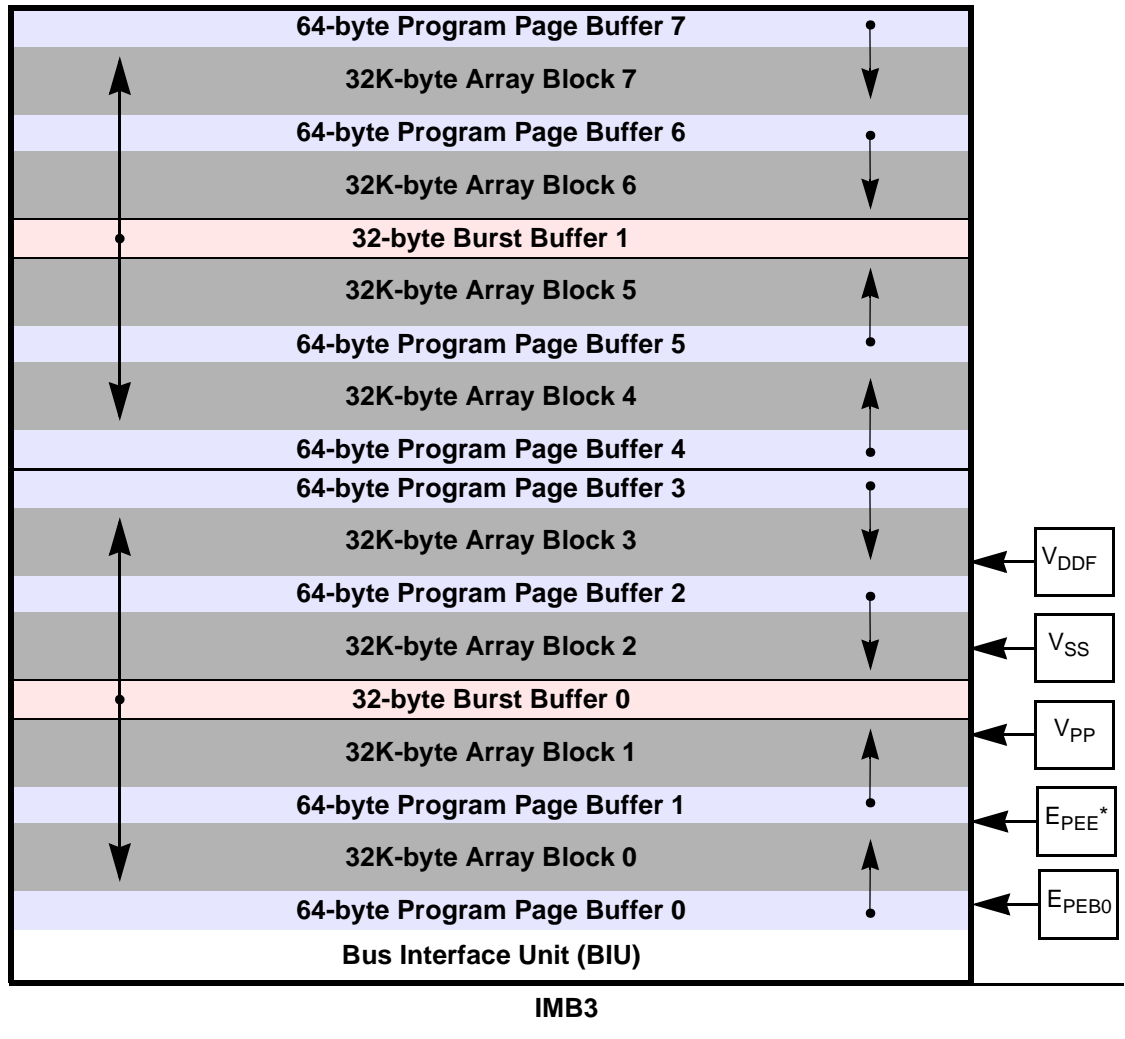 64-byte Program Page Buffer 7
32K-byte Array Block 7
64-byte Program Page Buffer 6
32K-byte Array Block 6
32-byte Burst Buffer 1
32K-byte Array Block 5
64-byte Program Page Buffer 5
32K-byte Array Block 4
64-byte Program Page Buffer 4
64-byte Program Page Buffer 3
32K-byte Array Block 3
VDDF
64-byte Program Page Buffer 2
32K-byte Array Block 2
VSS
32-byte Burst Buffer 0
VPP
32K-byte Array Block 1
64-byte Program Page Buffer 1
EPEE*
32K-byte Array Block 0
64-byte Program Page Buffer 0
EPEB0
Bus Interface Unit (BIU)
IMB3